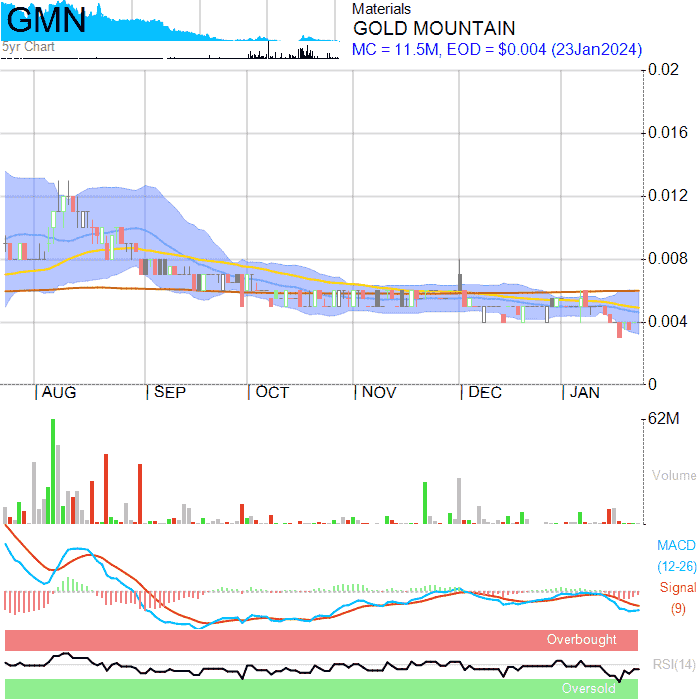 GMN
5yr Chart
Materials
GOLD MOUNTAIN
MC = 11.5M, EOD = $0.004 (23Jan2024)
0.02
0.016
0.012
0.008
0.004
0
AUG SEP OCT NOV DEC JAN
62M
Volume
MACD
(12-26)
Signal
(9)
Overbought
RSI(14)
Oversold